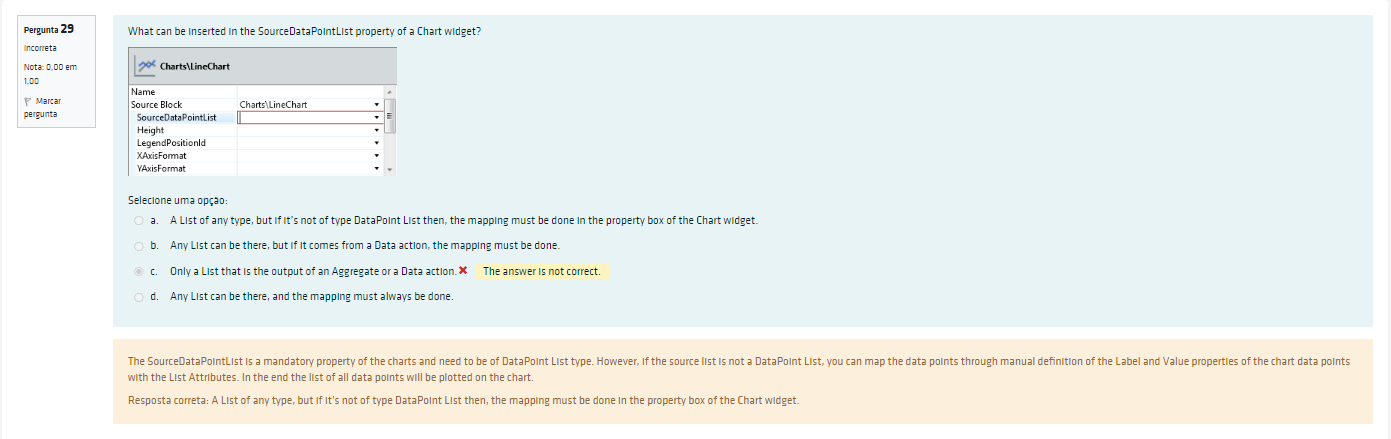 Pergunta 29
Incorreta
Nota: 0,00 em
1,00
Marcar
pergunta
What can be inserted in the SourceDataPointList property of a Chart widget?
Charts\LineChart
Name
Source Block Charts\LineChart
SourceDataPointList
Height
LegendPositionId
XAxisFormat
YAxisFormat
Selecione uma opção:
a. A List of any type, but if it's not of type DataPoint List then, the mapping must be done in the property box of the Chart widget.
b. Any List can be there, but if it comes from a Data action, the mapping must be done.
c. Only a List that is the output of an Aggregate or a Data action. The answer is not correct.
d. Any List can be there, and the mapping must always be done.
The SourceDataPointList is a mandatory property of the charts and need to be of DataPoint List type. However, if the source list is not a DataPoint List, you can map the data points through manual definition of the Label and Value properties of the chart data points
with the List Attributes. In the end the list of all data points will be plotted on the chart.
Resposta correta: A List of any type, but if it's not of type DataPoint List then, the mapping must be done in the property box of the Chart widget.